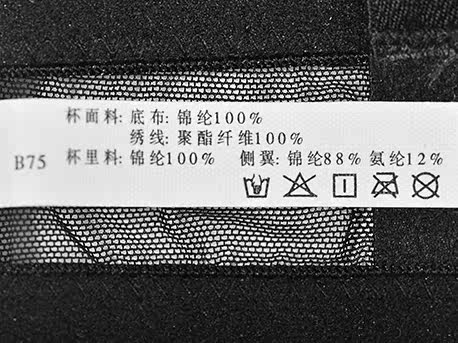 杯面料: 底布: 锦纶100%
绣线: 聚酯纤维100%
B75 杯里料: 锦纶100% 侧翼: 锦纶88% 氨纶12%